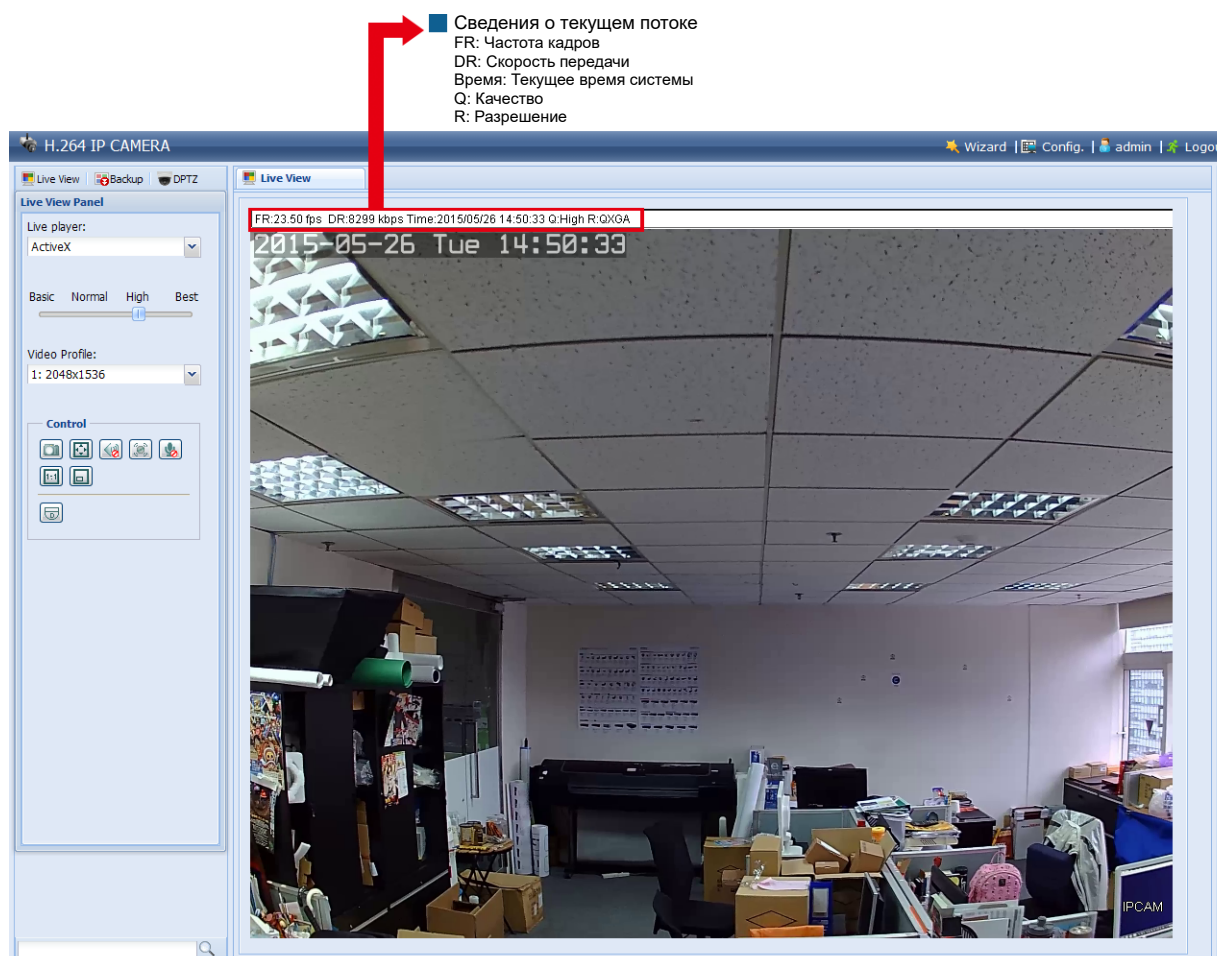 Сведения о текущем потоке
FR: Частота кадров
DR: Скорость передачи
Время: Текущее время системы
Q: Качество
R: Разрешение
H.264 IP CAMERA
Wizard | Config. | admin | Logou
Live View Backup DPTZ
Live View
Live View Panel
FR:23.50 fps DR:8299 kbps Time:2015/05/26 14:50:33 Q:High R:QXGA
Live player:
2015-05-26 Tue 14:50:33
ActiveX
Basic Normal High Best
Video Profile:
1: 2048x1536
Control
1:1
IPCAM